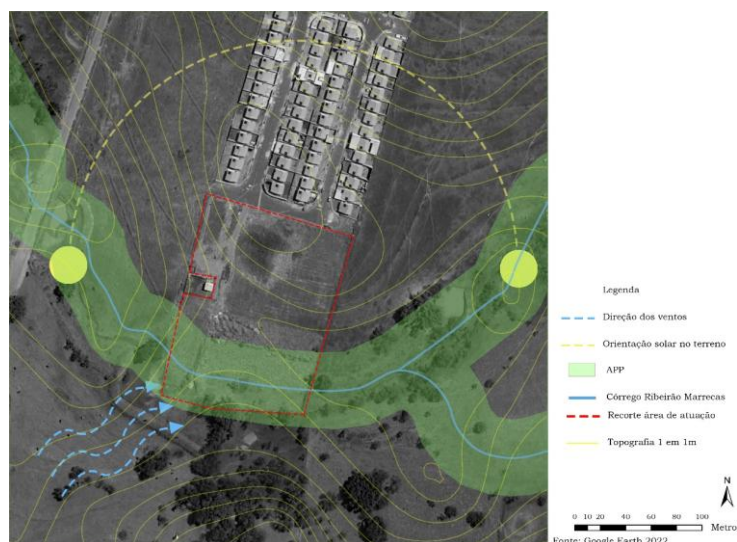 Legenda
Direção dos ventos
Orientação solar no terreno
APP
Córrego Ribeirão Marrecas
Recorte área de atuação
Topografia 1 em 1m
N
0 10 20 40 60 80 100
Metro
Fonte: Google Earth 2022